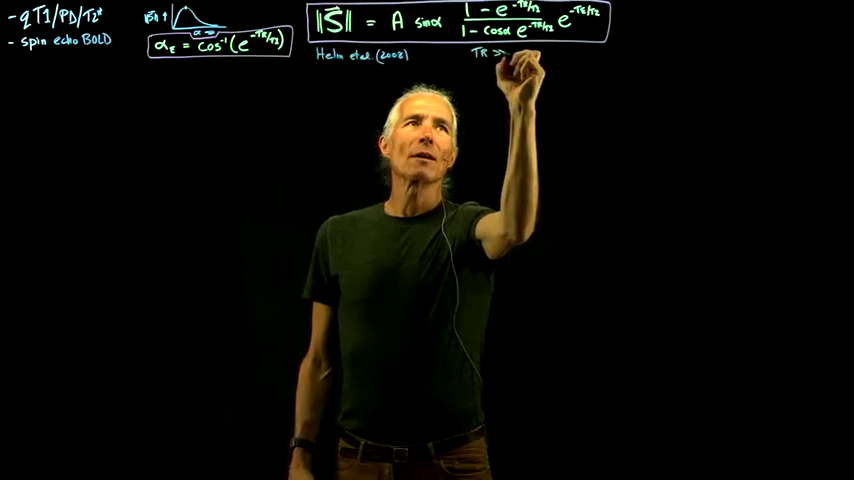 - qT1/PD/T2*
- spin echo BOLD
‖S⃗‖ ↑
α →
α_E = cos⁻¹(e^(-TR/T1))
‖S⃗‖ = A sinα (1 - e^(-TR/T1)) / (1 - cosα e^(-TR/T1)) e^(-TE/T2)
Helm et al. (2008)
TR >>